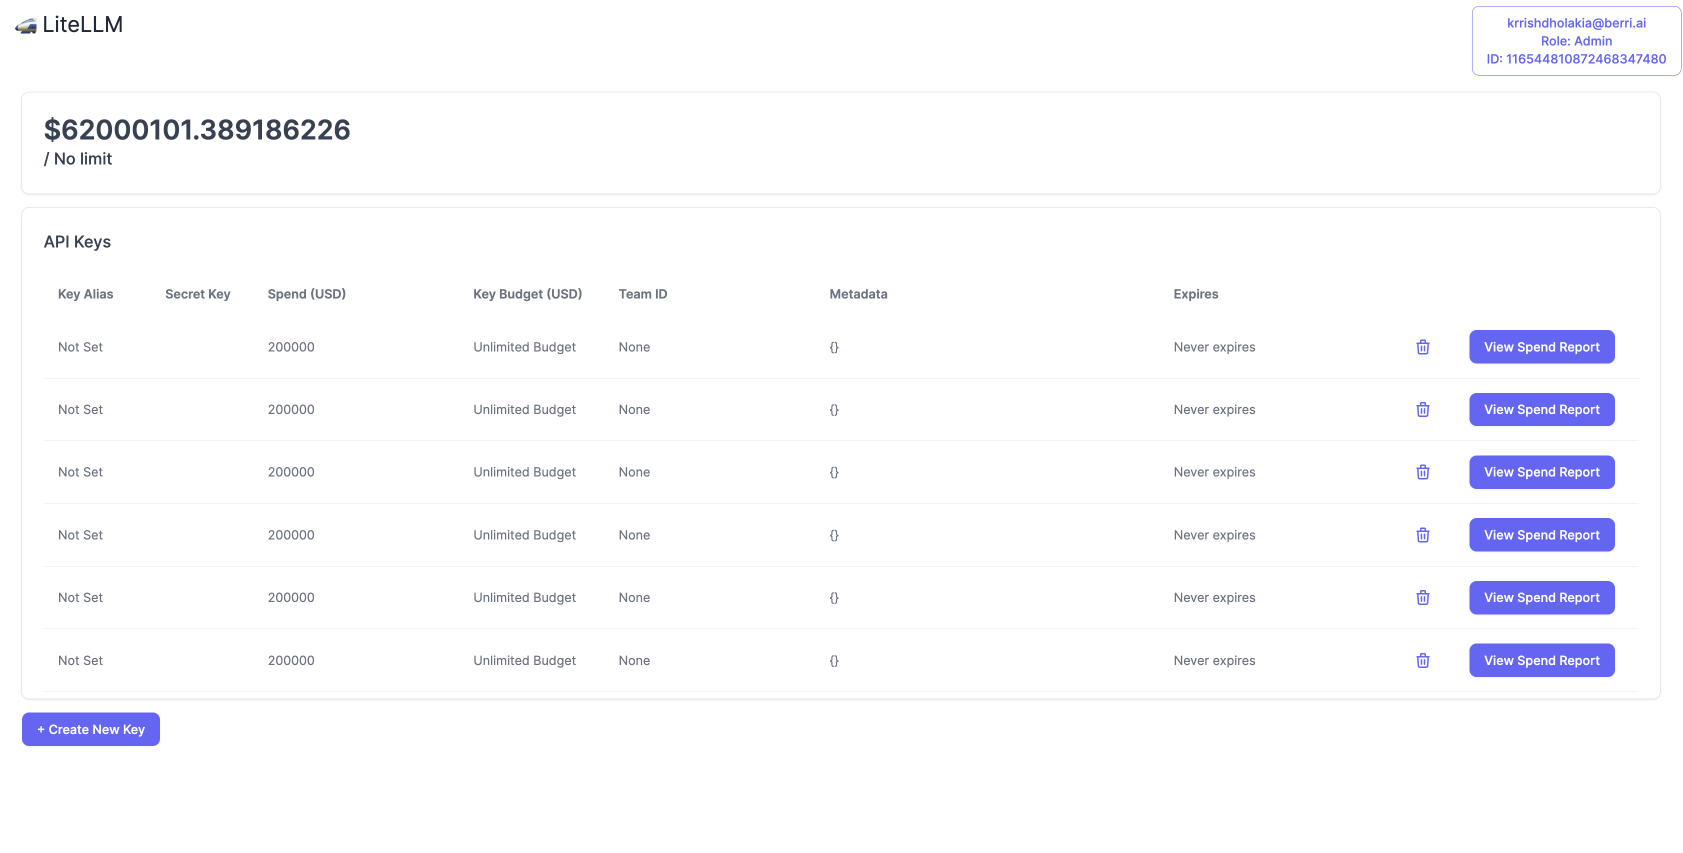 LiteLLM
krrishdholakia@berri.ai
Role: Admin
ID: 116544810872468347480
$62000101.389186226
/ No limit
API Keys
Key Alias Secret Key Spend (USD) Key Budget (USD) Team ID Metadata Expires
Not Set 200000 Unlimited Budget None {} Never expires View Spend Report
Not Set 200000 Unlimited Budget None {} Never expires View Spend Report
Not Set 200000 Unlimited Budget None {} Never expires View Spend Report
Not Set 200000 Unlimited Budget None {} Never expires View Spend Report
Not Set 200000 Unlimited Budget None {} Never expires View Spend Report
Not Set 200000 Unlimited Budget None {} Never expires View Spend Report
+ Create New Key